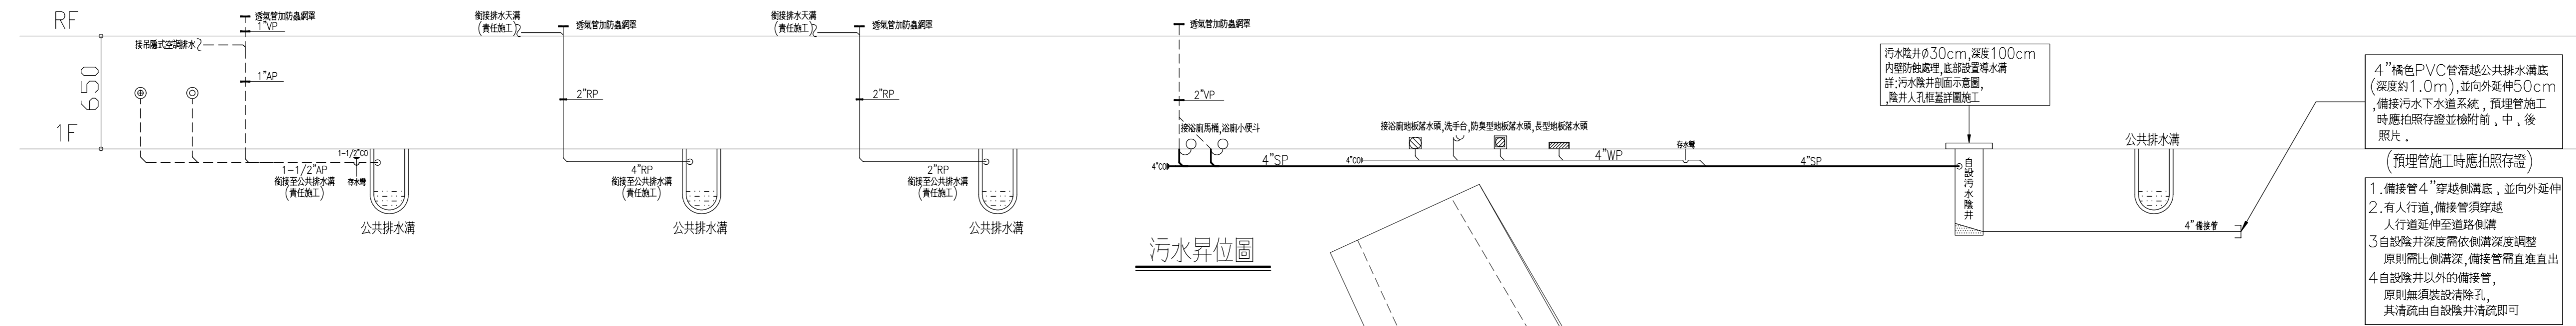 RF
650
1F
透氣管加防蟲網罩
1"VP
接吊隱式空調排水
1"AP
1-1/2"CO
1-1/2"AP
銜接至公共排水溝
(責任施工)
存水彎
公共排水溝
銜接排水天溝
(責任施工)
透氣管加防蟲網罩
2"RP
4"RP
銜接至公共排水溝
(責任施工)
公共排水溝
銜接排水天溝
(責任施工)
透氣管加防蟲網罩
2"RP
2"RP
銜接至公共排水溝
(責任施工)
公共排水溝
透氣管加防蟲網罩
2"VP
接浴廁馬桶,浴廁小便斗
4"CO
4"SP
接浴廁地板落水頭,洗手台,防臭型地板落水頭,長型地板落水頭
4"CO
4"WP
存水彎
4"SP
污水昇位圖
污水陰井Ø30cm,深度100cm
內壁防蝕處理,底部設置導水溝
詳:污水陰井剖面示意圖,
,陰井人孔框蓋詳圖施工
自設污水陰井
公共排水溝
4"備接管
4"橘色PVC管潛越公共排水溝底
(深度約1.0m),並向外延伸50cm
,備接污水下水道系統，預埋管施工
時應拍照存證並檢附前、中、後
照片.
(預埋管施工時應拍照存證)
1.備接管4"穿越側溝底，並向外延伸
2.有人行道,備接管須穿越
人行道延伸至道路側溝
3自設陰井深度需依側溝深度調整
原則需比側溝深,備接管需直進直出
4自設陰井以外的備接管,
原則無須裝設清除孔,
其清疏由自設陰井清疏即可